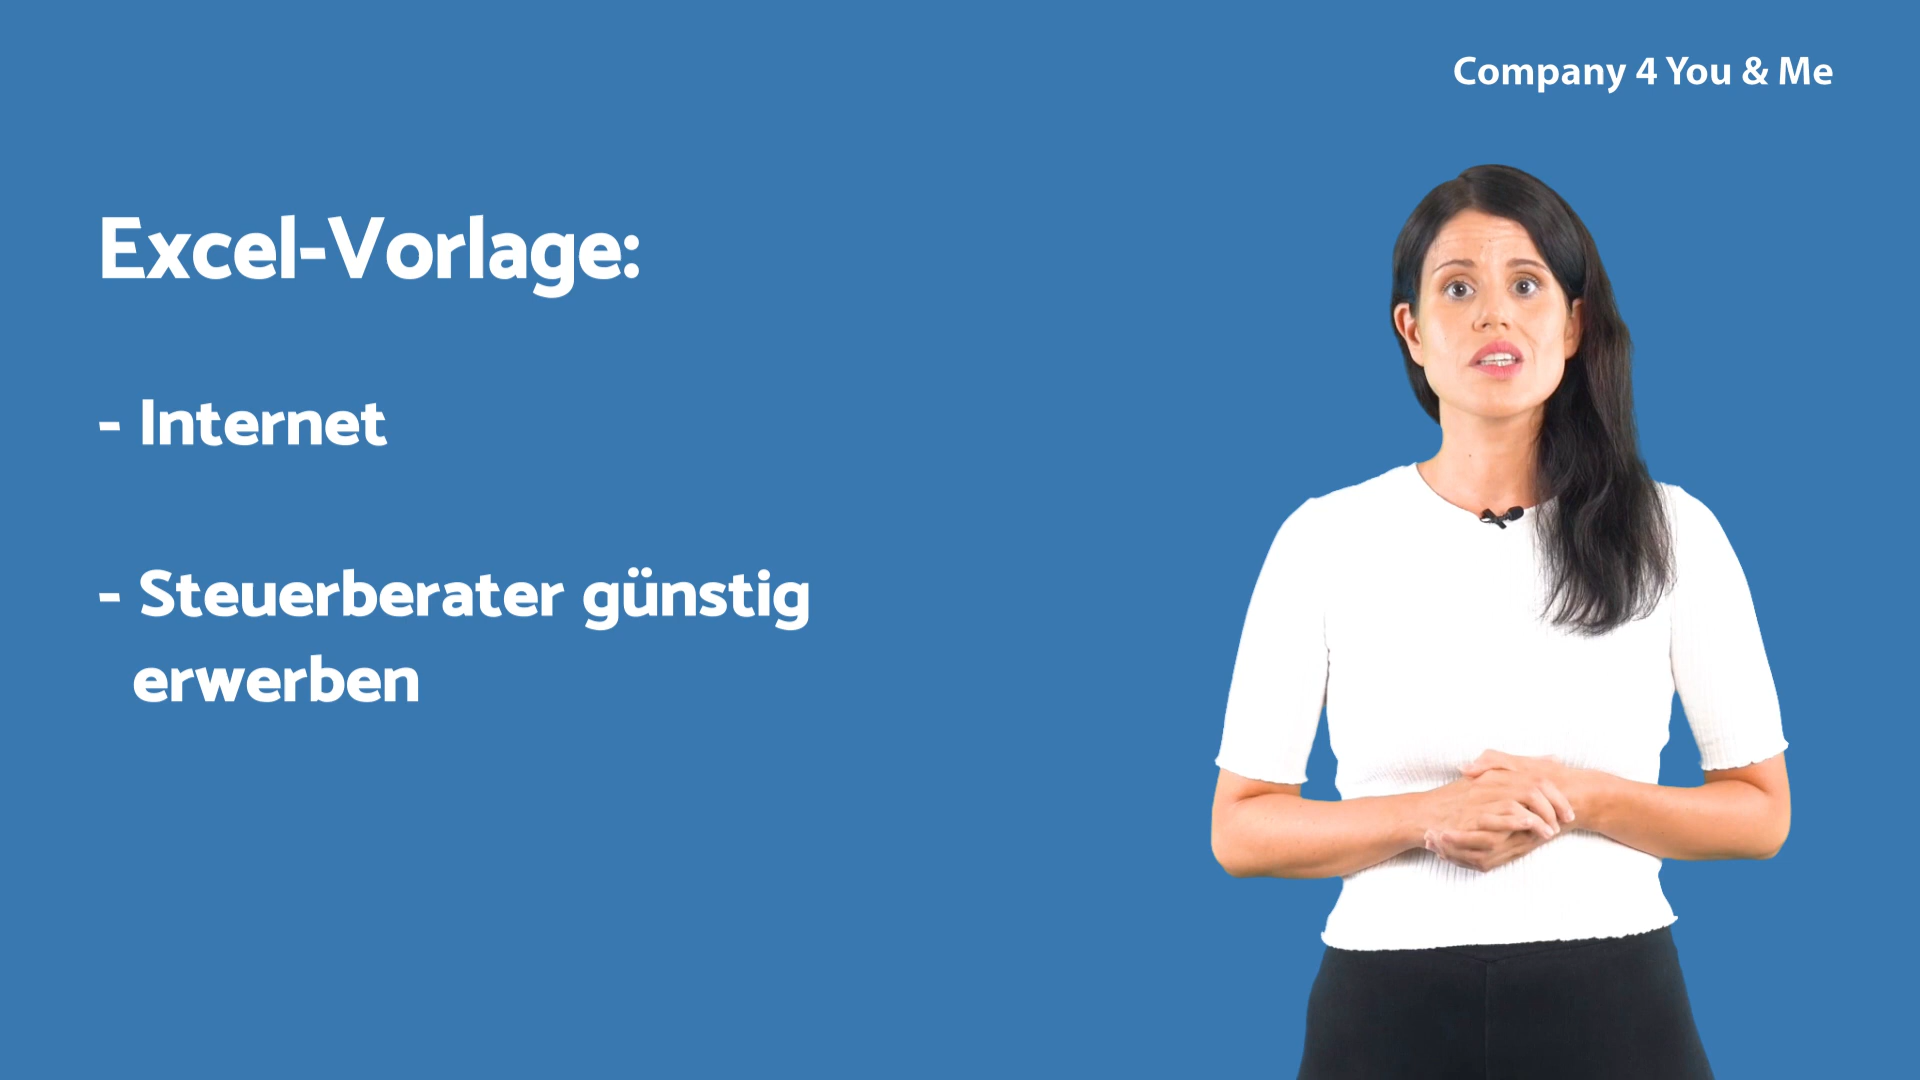 Company 4 You & Me
Excel-Vorlage:
- Internet
- Steuerberater günstig
erwerben